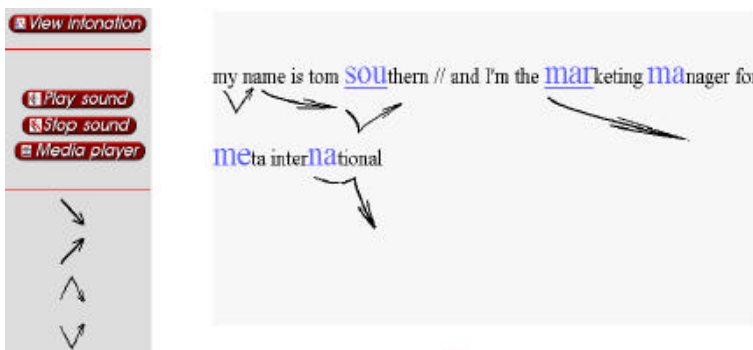 View intonation
Play sound
Stop sound
Media player
my name is tom southern // and I'm the marketing manager for
meta international